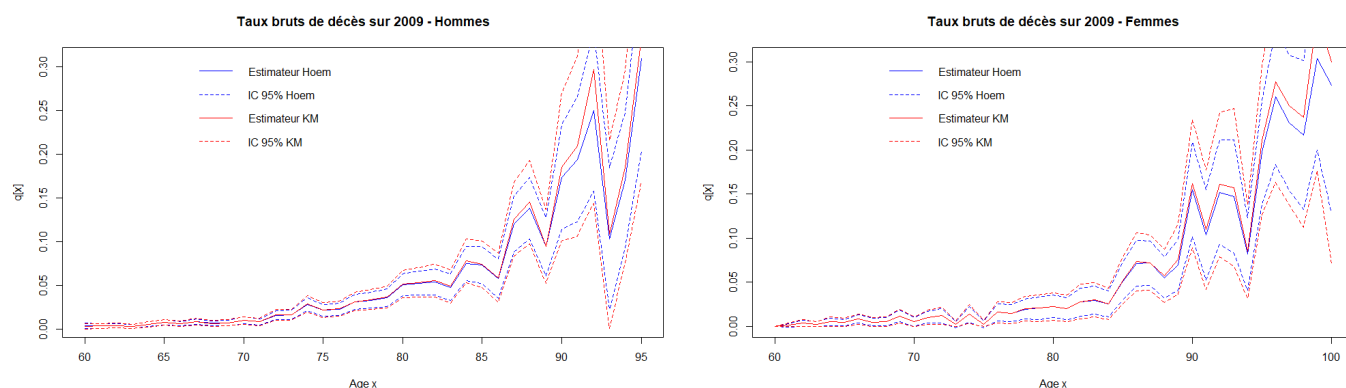 Taux bruts de décès sur 2009 - Hommes
q[x]
0.30
0.25
0.20
0.15
0.10
0.05
0.00
Estimateur Hoem
IC 95% Hoem
Estimateur KM
IC 95% KM
60 65 70 75 80 85 90 95
Age x
Taux bruts de décès sur 2009 - Femmes
q[x]
0.30
0.25
0.20
0.15
0.10
0.05
0.00
Estimateur Hoem
IC 95% Hoem
Estimateur KM
IC 95% KM
60 70 80 90 100
Age x